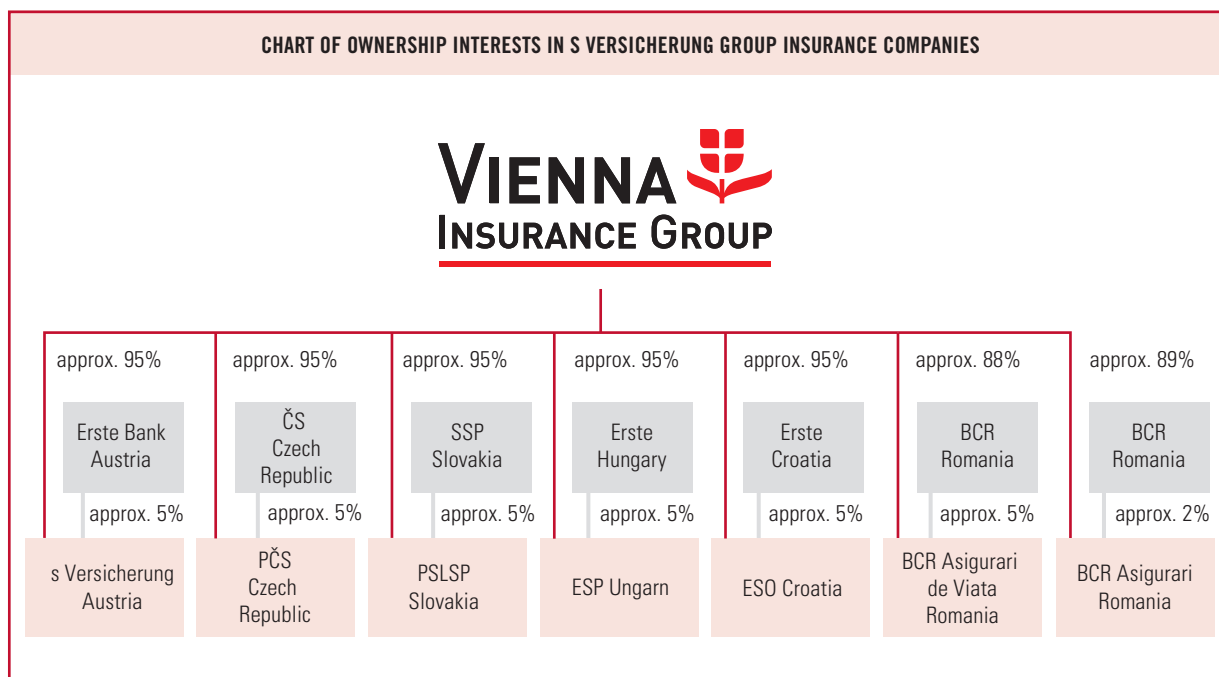 CHART OF OWNERSHIP INTERESTS IN S VERSICHERUNG GROUP INSURANCE COMPANIES
VIENNA
INSURANCE GROUP
approx. 95%
approx. 95%
approx. 95%
approx. 95%
approx. 95%
approx. 88%
approx. 89%
Erste Bank
Austria
ČS
Czech
Republic
SSP
Slovakia
Erste
Hungary
Erste
Croatia
BCR
Romania
BCR
Romania
approx. 5%
approx. 5%
approx. 5%
approx. 5%
approx. 5%
approx. 5%
approx. 2%
s Versicherung
Austria
PČS
Czech
Republic
PSLSP
Slovakia
ESP Ungarn
ESO Croatia
BCR Asigurari
de Viata
Romania
BCR Asigurari
Romania